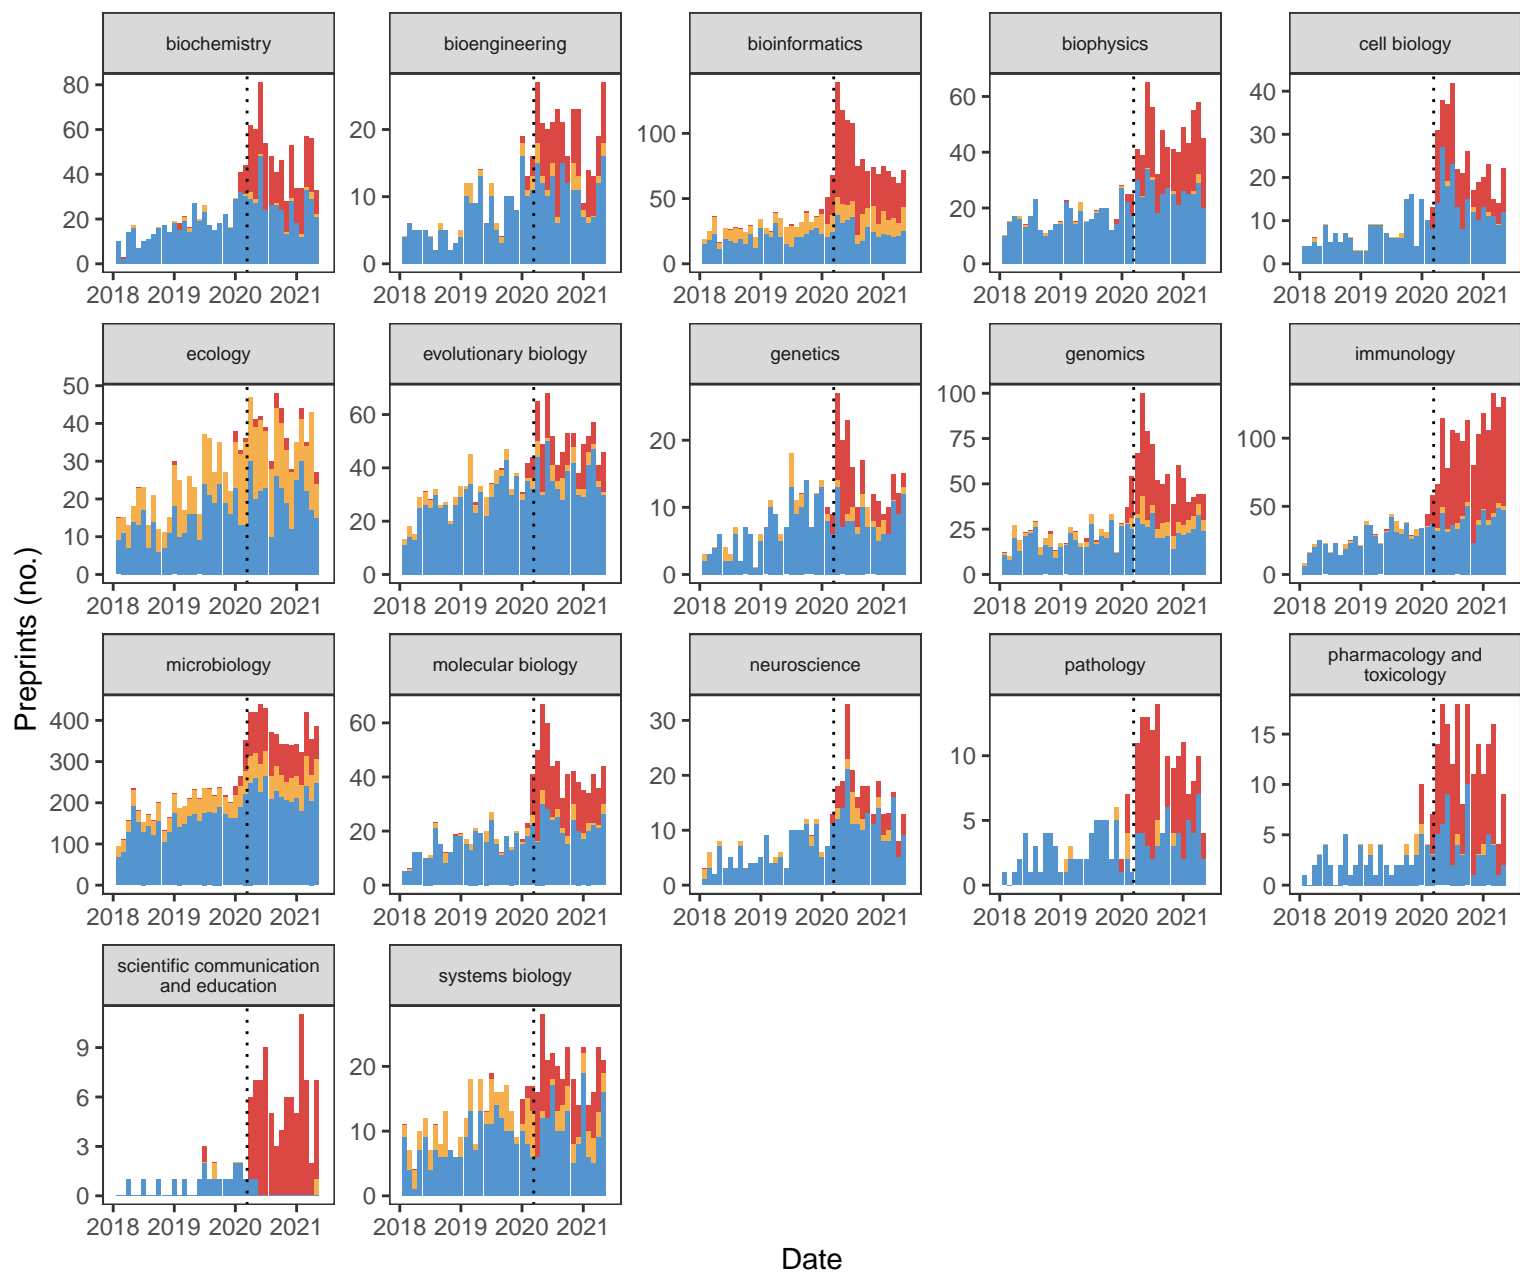 biochemistry
bioengineering
bioinformatics
biophysics
cell biology
80
60
40
20
0
20
10
0
100
50
0
60
40
20
0
40
30
20
10
0
2018 2019 2020 2021
2018 2019 2020 2021
2018 2019 2020 2021
2018 2019 2020 2021
2018 2019 2020 2021
ecology
evolutionary biology
genetics
genomics
immunology
50
40
30
20
10
0
60
40
20
0
20
10
0
100
75
50
25
0
100
50
0
2018 2019 2020 2021
2018 2019 2020 2021
2018 2019 2020 2021
2018 2019 2020 2021
2018 2019 2020 2021
Preprints (no.)
microbiology
molecular biology
neuroscience
pathology
pharmacology and
toxicology
400
300
200
100
0
60
40
20
0
30
20
10
0
10
5
0
15
10
5
0
2018 2019 2020 2021
2018 2019 2020 2021
2018 2019 2020 2021
2018 2019 2020 2021
2018 2019 2020 2021
scientific communication
and education
systems biology
9
6
3
0
20
10
0
2018 2019 2020 2021
2018 2019 2020 2021
Date